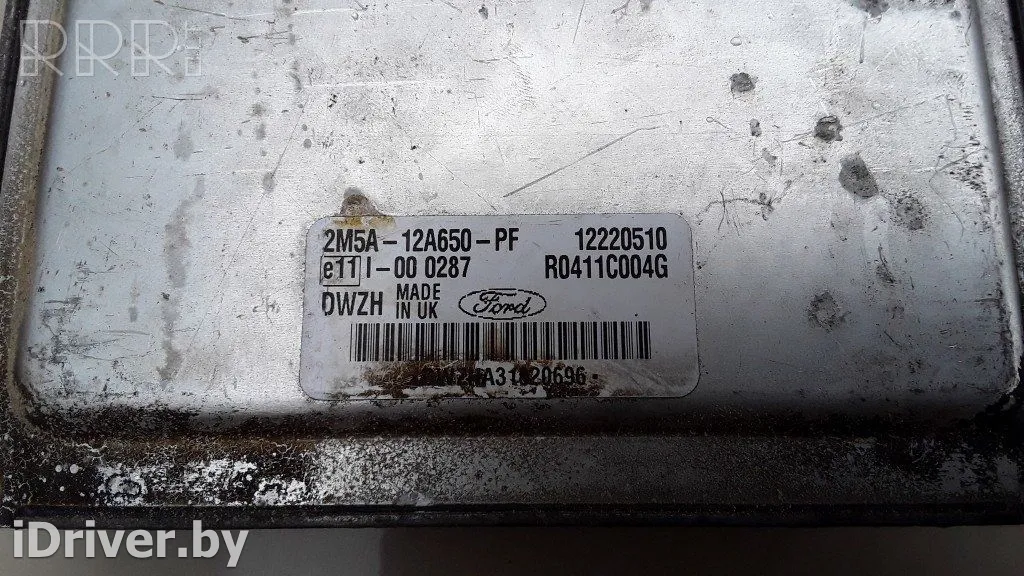 RRR
2M5A-12A650-PF 12220510
e11 I-00 0287 R0411C004G
DWZH MADE IN UK Ford
iDriver.by